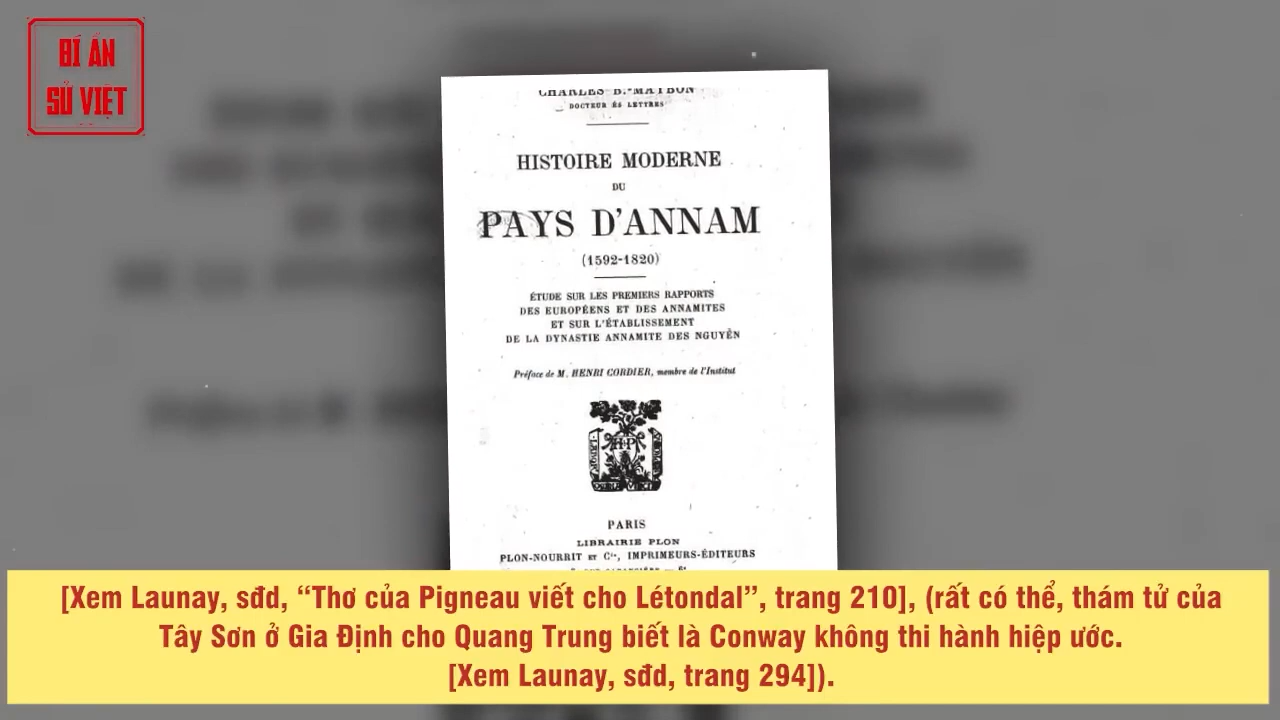 BÍ ẨN
SỬ VIỆT
CHARLES B.-MAYBON
DOCTEUR ÈS LETTRES
HISTOIRE MODERNE
DU
PAYS D'ANNAM
(1592-1820)
ÉTUDE SUR LES PREMIERS RAPPORTS
DES EUROPÉENS ET DES ANNAMITES
ET SUR L'ÉTABLISSEMENT
DE LA DYNASTIE ANNAMITE DES NGUYỄN
Préface de M. HENRI CORDIER, membre de l'Institut
PARIS
LIBRAIRIE PLON
PLON-NOURRIT ET Cie, IMPRIMEURS-ÉDITEURS
[Xem Launay, sđd, “Thơ của Pigneau viết cho Létondal”, trang 210], (rất có thể, thám tử của
Tây Sơn ở Gia Định cho Quang Trung biết là Conway không thi hành hiệp ước.
[Xem Launay, sđd, trang 294]).